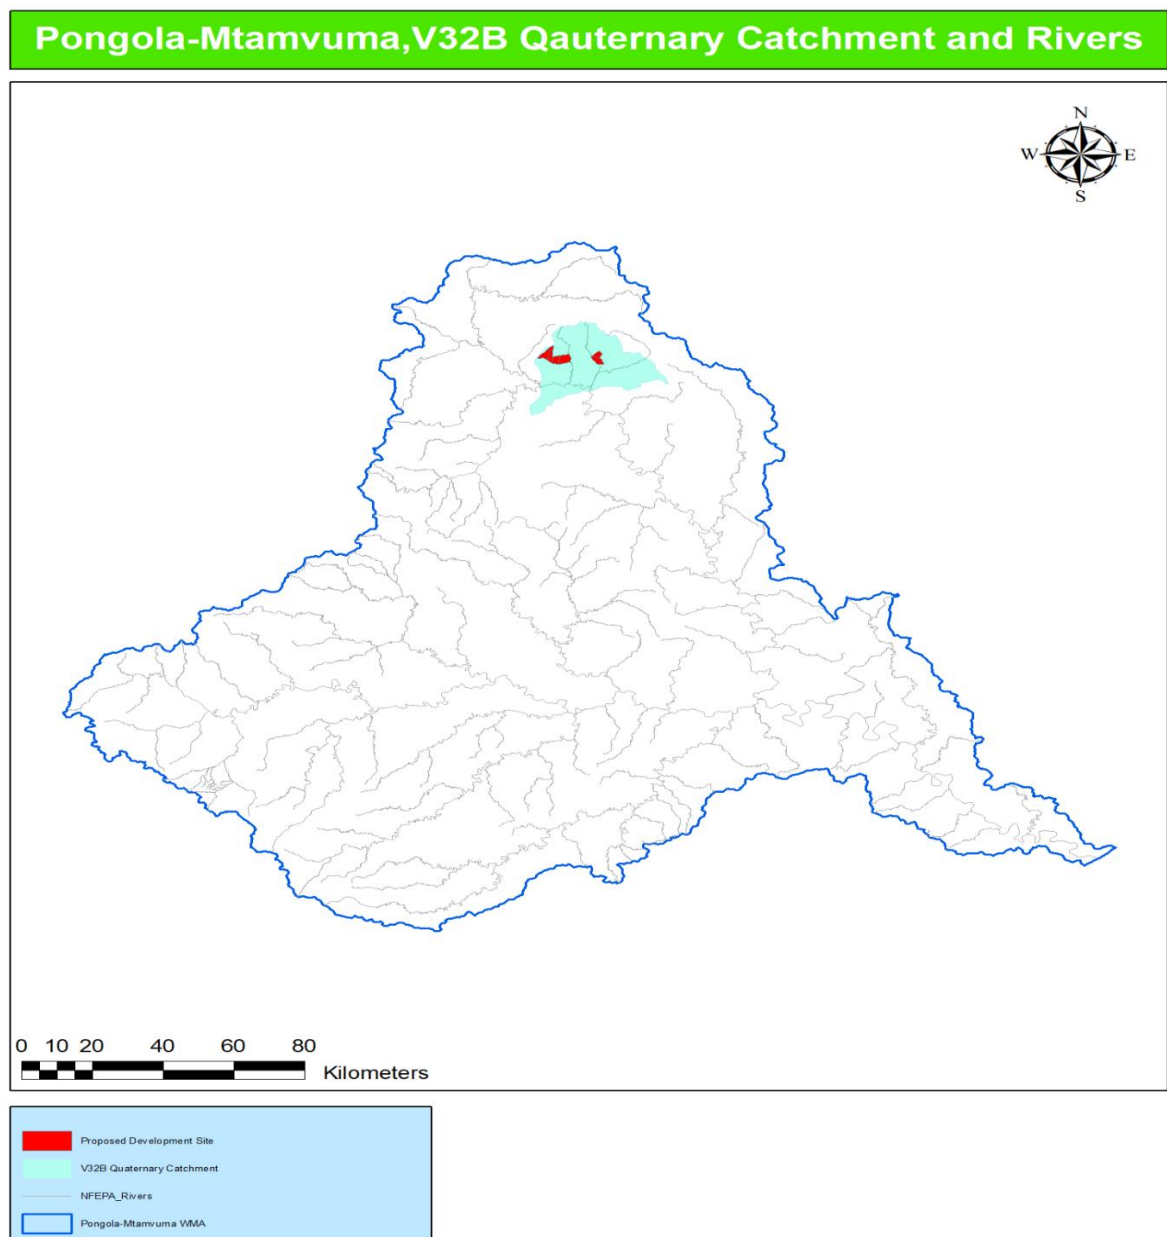 Pongola-Mtamvuma,V32B Qauternary Catchment and Rivers
N
W E
S
0 10 20 40 60 80
Kilometers
Proposed Development Site
V32B Quaternary Catchment
NFEPA_Rivers
Pongola-Mtamvuma WMA